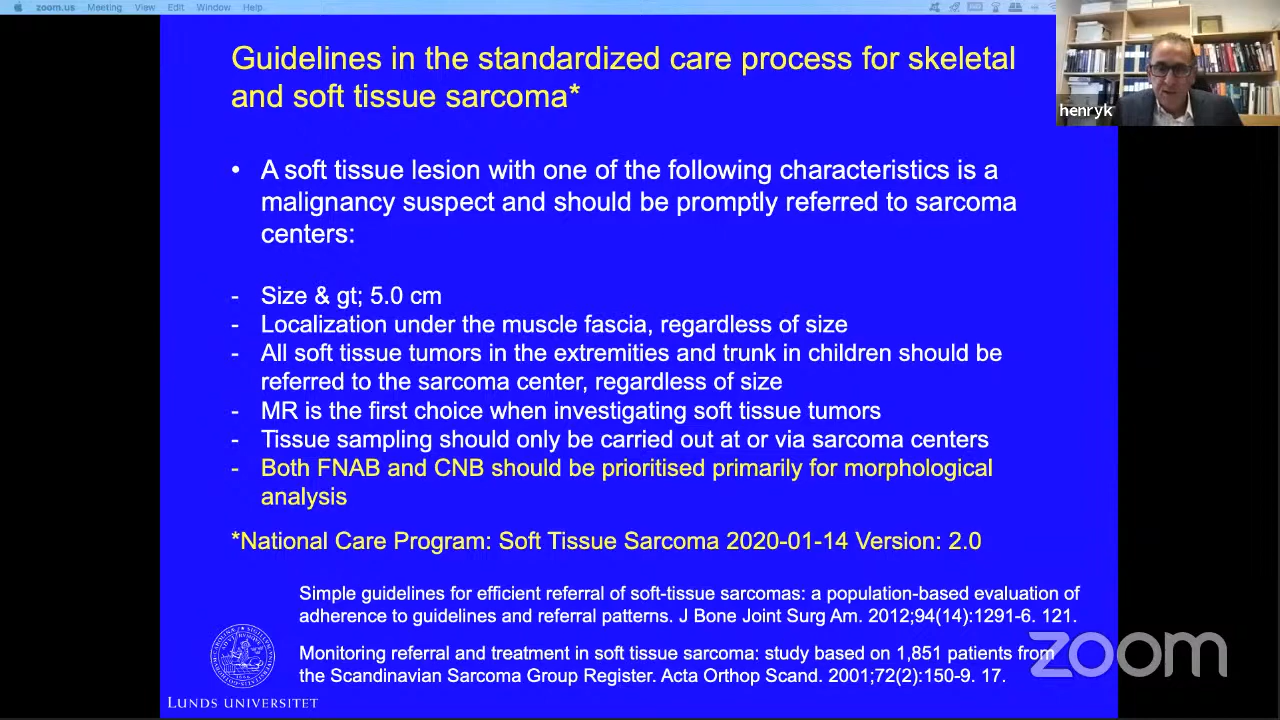 zoom.us Meeting View Edit Window Help
Guidelines in the standardized care process for skeletal
and soft tissue sarcoma*
henryk
• A soft tissue lesion with one of the following characteristics is a
malignancy suspect and should be promptly referred to sarcoma
centers:
- Size & gt; 5.0 cm
- Localization under the muscle fascia, regardless of size
- All soft tissue tumors in the extremities and trunk in children should be
referred to the sarcoma center, regardless of size
- MR is the first choice when investigating soft tissue tumors
- Tissue sampling should only be carried out at or via sarcoma centers
- Both FNAB and CNB should be prioritised primarily for morphological
analysis
*National Care Program: Soft Tissue Sarcoma 2020-01-14 Version: 2.0
Simple guidelines for efficient referral of soft-tissue sarcomas: a population-based evaluation of
adherence to guidelines and referral patterns. J Bone Joint Surg Am. 2012;94(14):1291-6. 121.
Monitoring referral and treatment in soft tissue sarcoma: study based on 1,851 patients from
the Scandinavian Sarcoma Group Register. Acta Orthop Scand. 2001;72(2):150-9. 17.
zoom
LUNDS UNIVERSITET